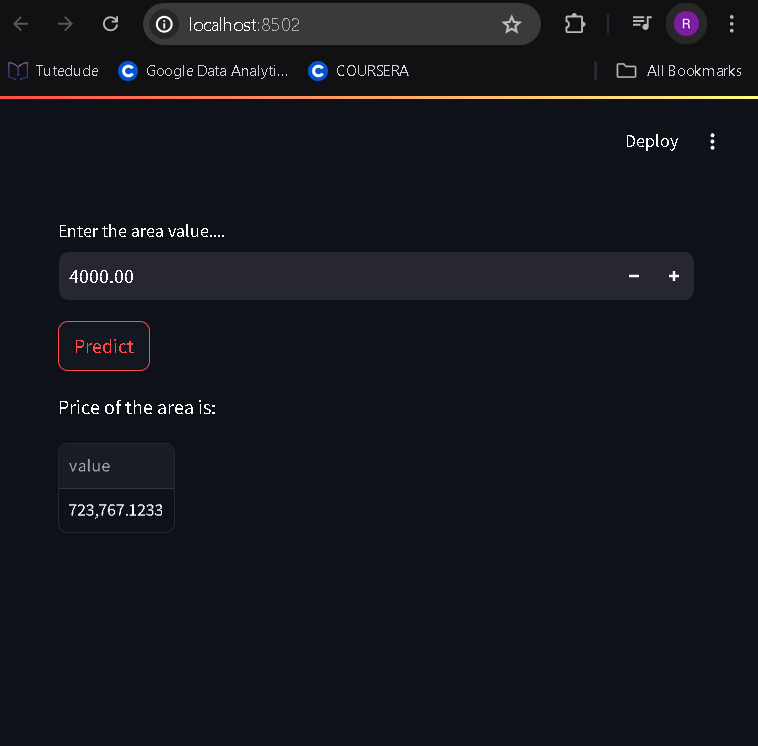 localhost:8502
R
Tutedude
Google Data Analyti...
COURSERA
All Bookmarks
Deploy
Enter the area value....
4000.00
Predict
Price of the area is:
value
723,767.1233